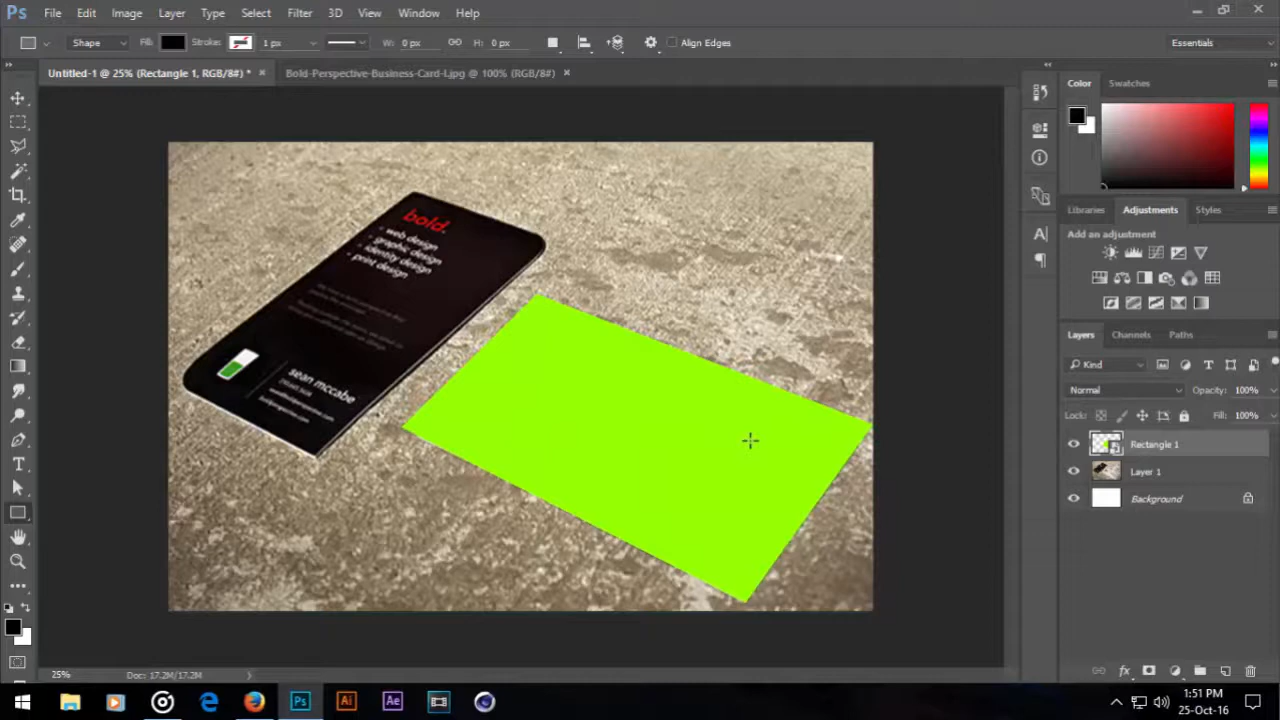 Ps File Edit Image Layer Type Select Filter 3D View Window Help
Shape Fill: Stroke: 1 px W: 0 px H: 0 px Align Edges Essentials
Untitled-1 @ 25% (Rectangle 1, RGB/8#) * × Bold-Perspective-Business-Card-I.jpg @ 100% (RGB/8#) ×
Color Swatches
Libraries Adjustments Styles
Add an adjustment
Layers Channels Paths
Kind
Normal Opacity: 100%
Lock: Fill: 100%
Rectangle 1
Layer 1
Background
bold.
web design
graphic design
identity design
print design
sean mccabe
25% Doc: 17.2M/17.2M
Ps Ai Ae
1:51 PM
25-Oct-16